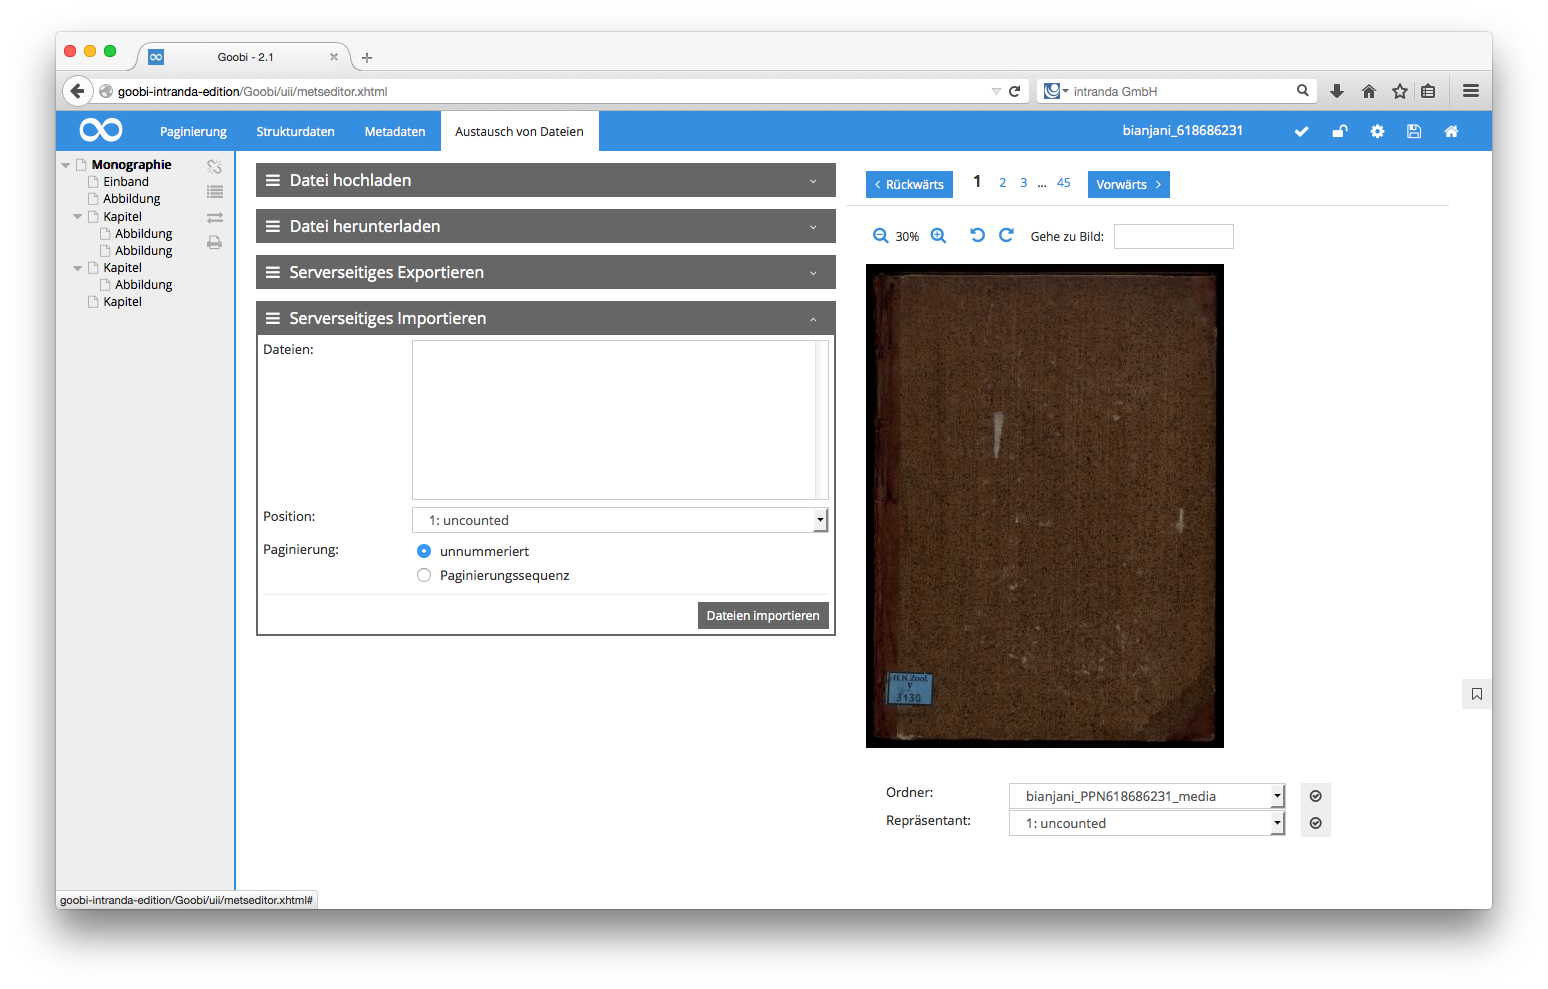 Goobi - 2.1
goobi-intranda-edition/Goobi/uii/metseditor.xhtml
intranda GmbH
Paginierung
Strukturdaten
Metadaten
Austausch von Dateien
bianjani_618686231
Monographie
Einband
Abbildung
Kapitel
Abbildung
Abbildung
Kapitel
Abbildung
Kapitel
Datei hochladen
Datei herunterladen
Serverseitiges Exportieren
Serverseitiges Importieren
Dateien:
Position:
1: uncounted
Paginierung:
unnummeriert
Paginierungssequenz
Dateien importieren
Rückwärts
1 2 3 ... 45
Vorwärts
30%
Gehe zu Bild:
H.N. Zool.
V
3130
Ordner:
bianjani_PPN618686231_media
Repräsentant:
1: uncounted
goobi-intranda-edition/Goobi/uii/metseditor.xhtml#